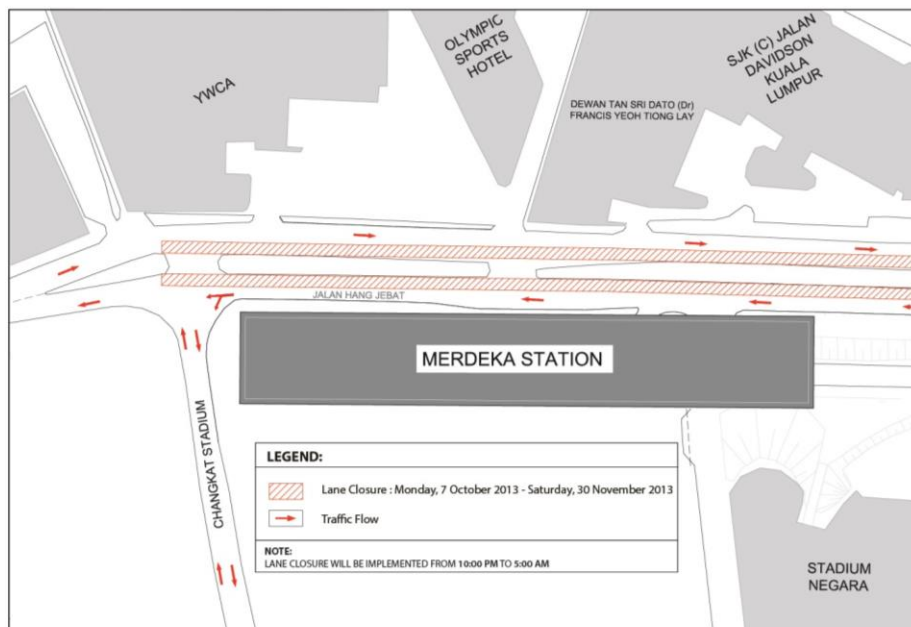 OLYMPIC
SPORTS
HOTEL
SJK (C) JALAN
DAVIDSON
KUALA
LUMPUR
YWCA
DEWAN TAN SRI DATO (Dr)
FRANCIS YEOH TIONG LAY
JALAN HANG JEBAT
MERDEKA STATION
CHANGKAT STADIUM
LEGEND:
Lane Closure : Monday, 7 October 2013 - Saturday, 30 November 2013
Traffic Flow
NOTE:
LANE CLOSURE WILL BE IMPLEMENTED FROM 10:00 PM TO 5:00 AM
STADIUM
NEGARA